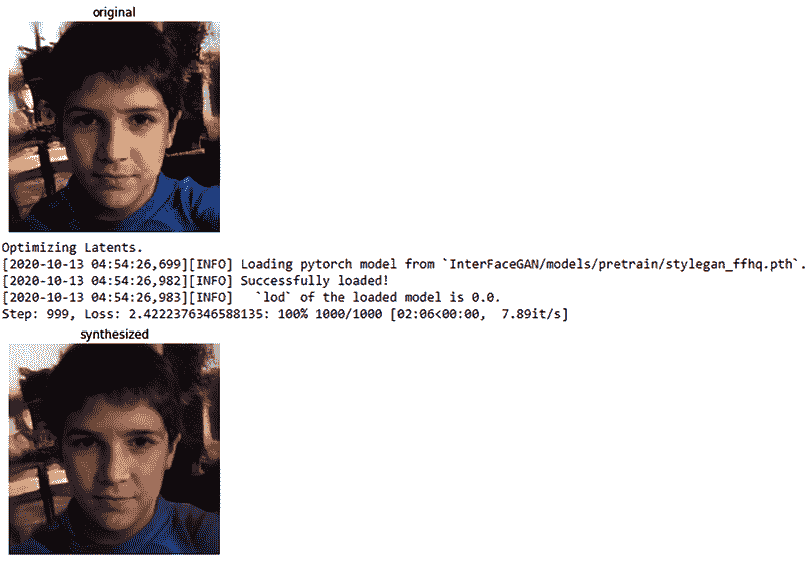 original
Optimizing Latents.
[2020-10-13 04:54:26,699][INFO] Loading pytorch model from `InterFaceGAN/models/pretrain/stylegan_ffhq.pth`.
[2020-10-13 04:54:26,982][INFO] Successfully loaded!
[2020-10-13 04:54:26,983][INFO]   `lod` of the loaded model is 0.0.
Step: 999, Loss: 2.4222376346588135: 100% 1000/1000 [02:06<00:00,  7.89it/s]
synthesized